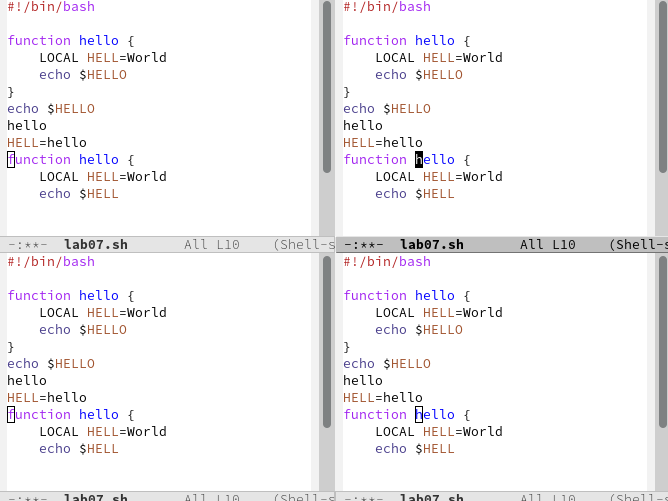 #!/bin/bash
function hello {
LOCAL HELL=World
echo $HELLO
}
echo $HELLO
hello
HELL=hello
function hello {
LOCAL HELL=World
echo $HELL
-:**- lab07.sh All L10 (Shell-s
#!/bin/bash
function hello {
LOCAL HELL=World
echo $HELLO
}
echo $HELLO
hello
HELL=hello
function hello {
LOCAL HELL=World
echo $HELL
-:**- lab07.sh All L10 (Shell-s
#!/bin/bash
function hello {
LOCAL HELL=World
echo $HELLO
}
echo $HELLO
hello
HELL=hello
function hello {
LOCAL HELL=World
echo $HELL
-:**- lab07.sh All L10 (Shell-s
#!/bin/bash
function hello {
LOCAL HELL=World
echo $HELLO
}
echo $HELLO
hello
HELL=hello
function hello {
LOCAL HELL=World
echo $HELL
-:**- lab07.sh All L10 (Shell-s